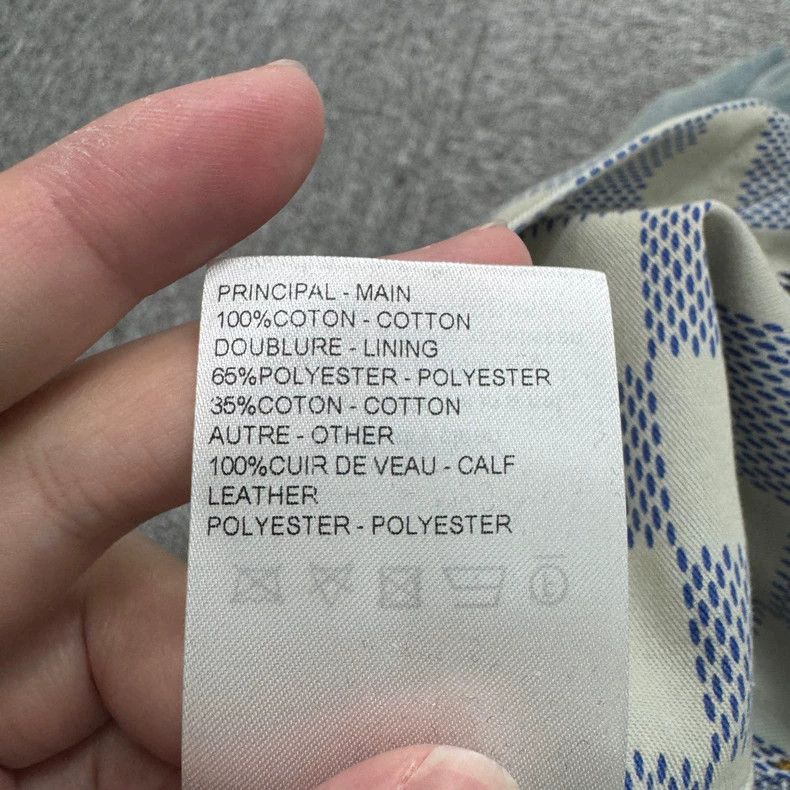 PRINCIPAL - MAIN
100%COTON - COTTON
DOUBLURE - LINING
65%POLYESTER - POLYESTER
35%COTON - COTTON
AUTRE - OTHER
100%CUIR DE VEAU - CALF
LEATHER
POLYESTER - POLYESTER